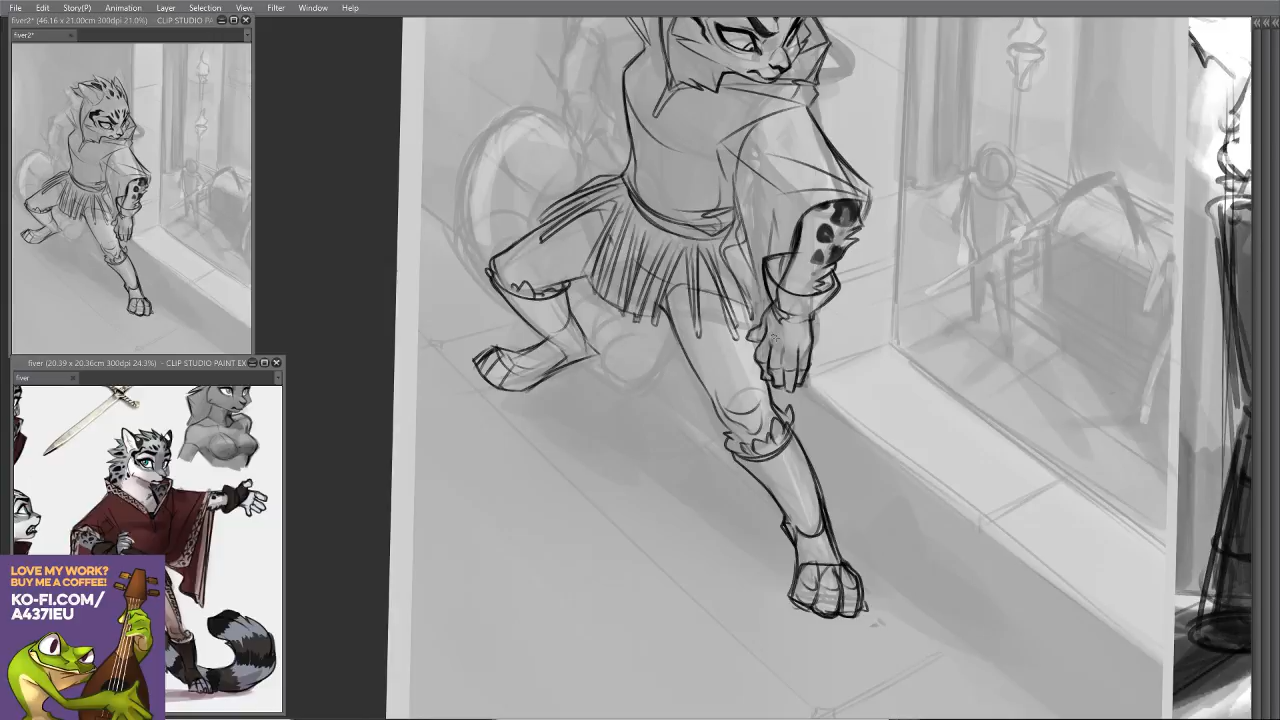 File Edit Story(P) Animation Layer Selection View Filter Window Help
fiver2* (46.16 x 21.00cm 300dpi 21.0%) - CLIP STUDIO PA
fiver2*
fiver (20.39 x 20.36cm 300dpi 24.3%) - CLIP STUDIO PAINT EX
fiver
LOVE MY WORK?
BUY ME A COFFEE!
KO-FI.COM/
A437IEU